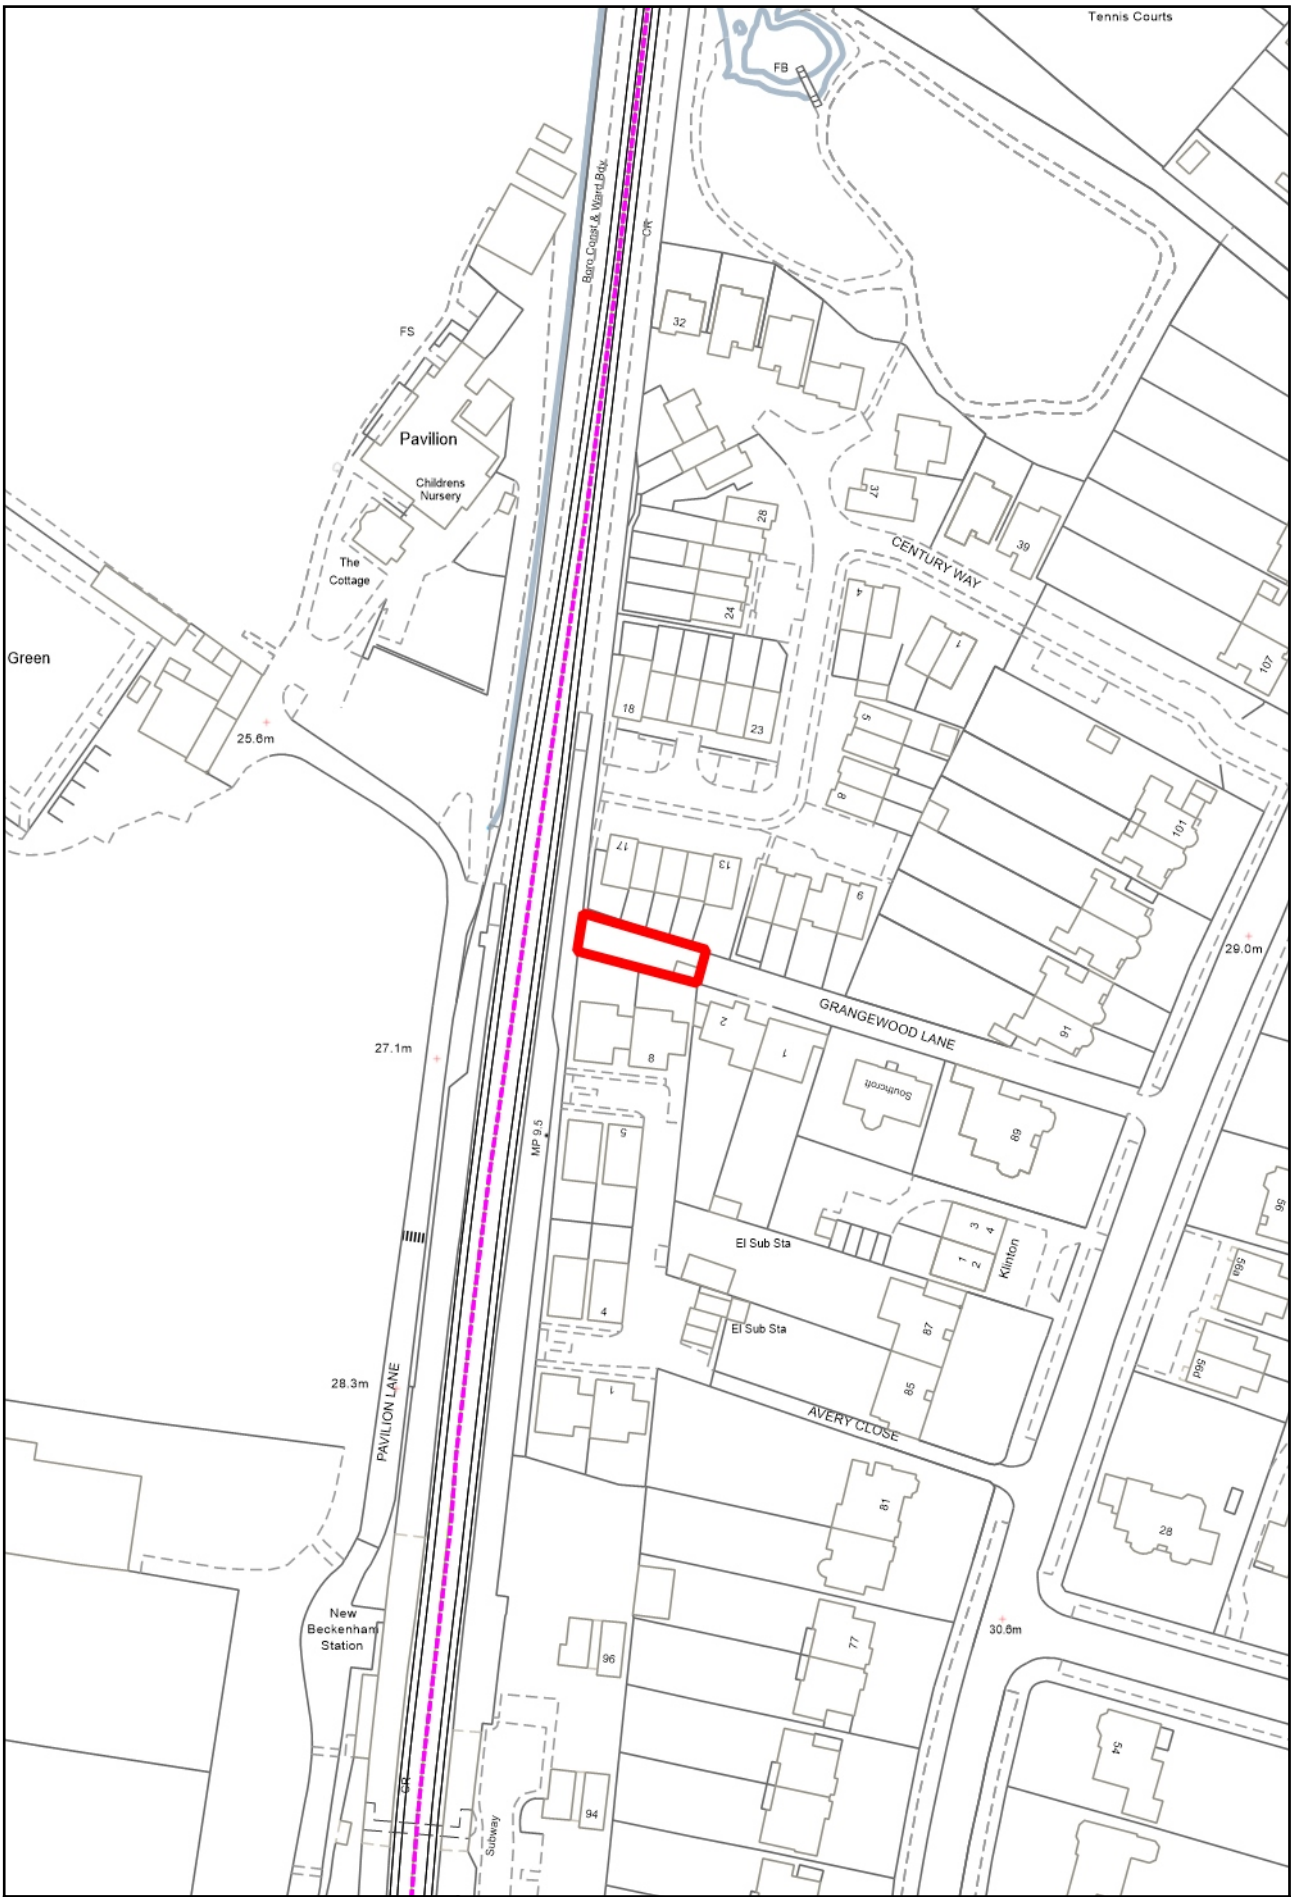 Tennis Courts
FB
Boro Const & Ward Bdy
CR
32
FS
Pavilion
Childrens
Nursery
37
28
39
CENTURY WAY
The
Cottage
4
24
1
Green
107
18
23
5
25.6m
8
101
17
13
9
29.0m
GRANGEWOOD LANE
2
1
91
27.1m
8
Southcroft
89
MP 9.5
5
56
3
4
El Sub Sta
1
2
Klinton
56a
4
El Sub Sta
87
56d
28.3m
PAVILION LANE
1
85
AVERY CLOSE
81
28
New
Beckenham
Station
30.6m
77
96
54
CR
94
Subway